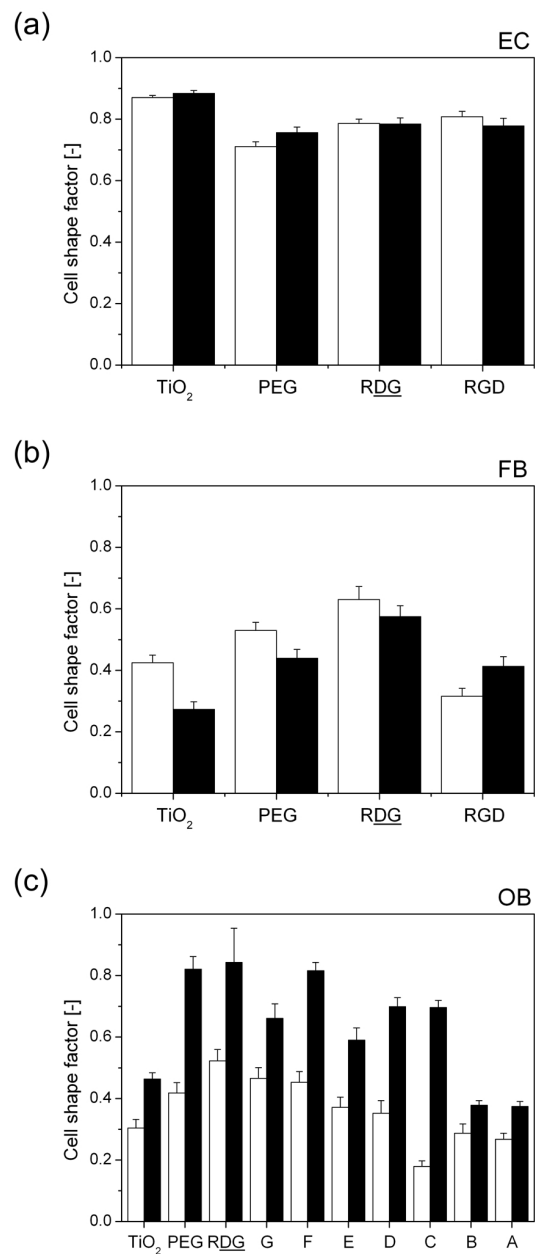 (a)
EC
Cell shape factor [-]
1.0
0.8
0.6
0.4
0.2
0.0
TiO₂ PEG RDG RGD
(b)
FB
Cell shape factor [-]
1.0
0.8
0.6
0.4
0.2
0.0
TiO₂ PEG RDG RGD
(c)
OB
Cell shape factor [-]
1.0
0.8
0.6
0.4
0.2
0.0
TiO₂ PEG RDG G F E D C B A